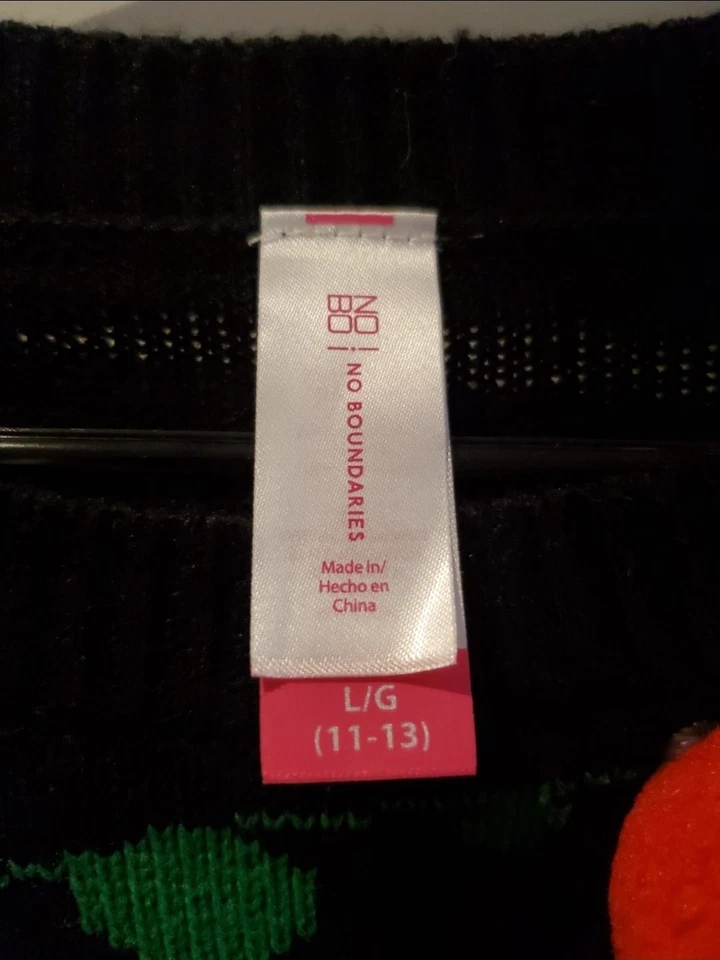 NO
BO
NO BOUNDARIES
Made in/
Hecho en
China
L/G
(11-13)